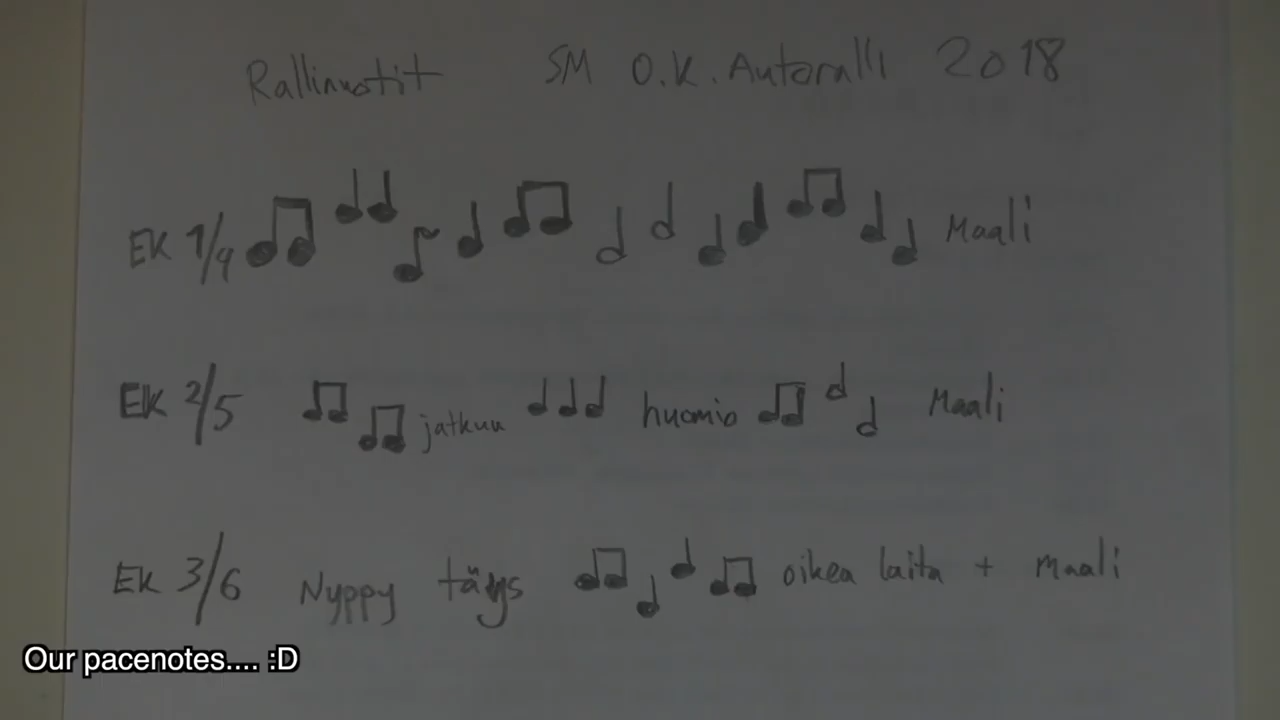 Rallinuotit SM O.K. Autoralli 2018
EK 1/4 Maali
EK 2/5 jatkuu huomio Maali
EK 3/6 Nyppy täys oikea laita + maali
Our pacenotes.... :D